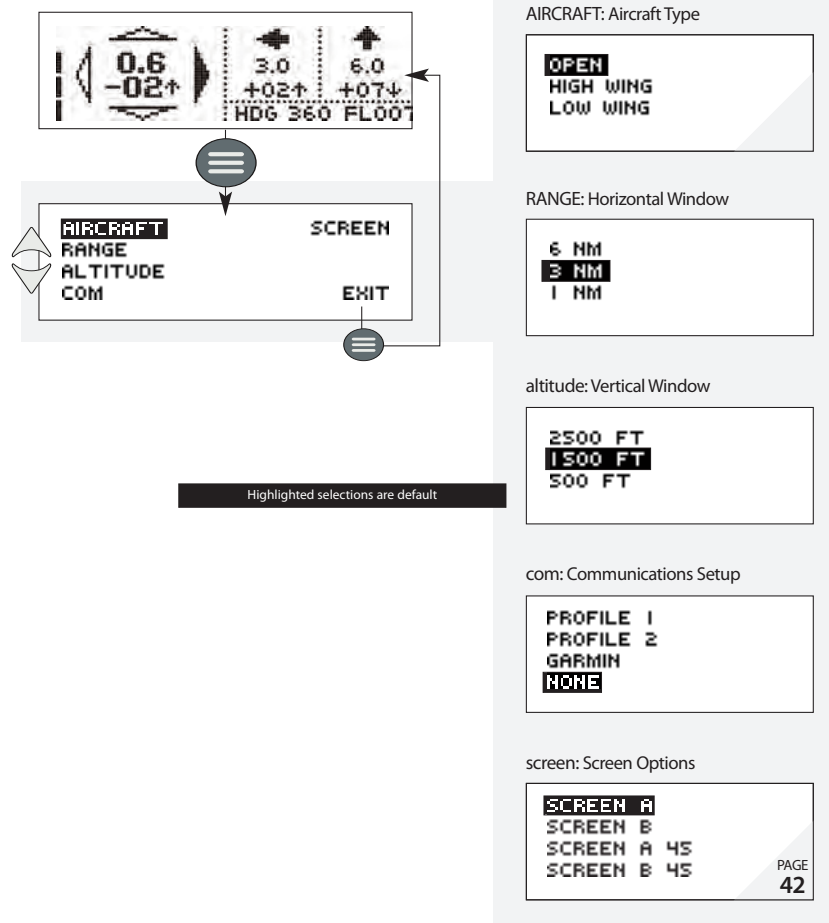 0.6
-02↑
3.0
+02↑
6.0
+07↓
HDG 360 FL007
AIRCRAFT SCREEN
RANGE
ALTITUDE
COM EXIT
Highlighted selections are default
AIRCRAFT: Aircraft Type
OPEN
HIGH WING
LOW WING
RANGE: Horizontal Window
6 NM
3 NM
1 NM
altitude: Vertical Window
2500 FT
1500 FT
500 FT
com: Communications Setup
PROFILE 1
PROFILE 2
GARMIN
NONE
screen: Screen Options
SCREEN A
SCREEN B
SCREEN A 45
SCREEN B 45
PAGE
42